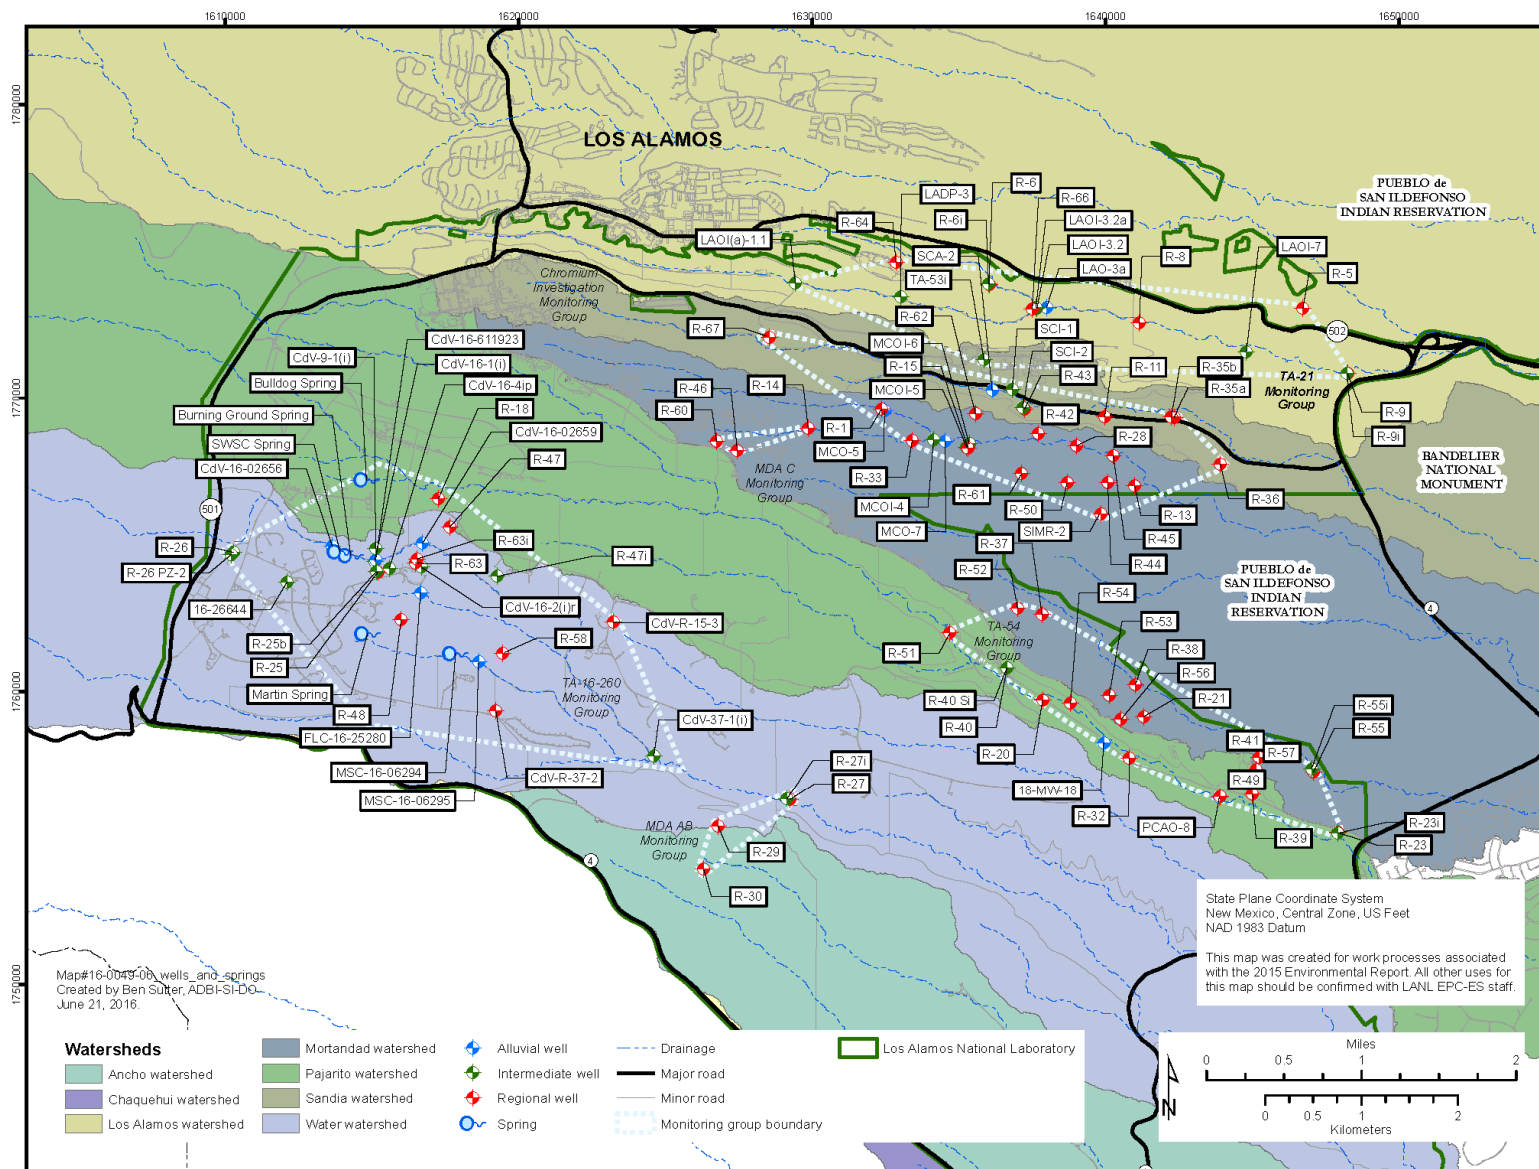 1610000
1620000
1630000
1640000
1650000
1780000
1770000
1760000
1750000
LOS ALAMOS
PUEBLO de
SAN ILDEFONSO
INDIAN RESERVATION
R-6
LADP-3
R-66
R-6i
R-64
LAOI-3.2a
LAOI(a)-1.1
LAOI-3.2
LAOI-7
SCA-2
R-8
LAO-3a
R-5
TA-53i
Chromium
Investigation
Monitoring
Group
R-62
SCI-1
502
R-67
MCOI-6
SCI-2
CdV-16-611923
CdV-9-1(i)
CdV-16-1(i)
R-15
R-43
R-11
R-35b
Bulldog Spring
CdV-16-4ip
R-46
R-14
MCOI-5
R-35a
TA-21
Monitoring
Group
Burning Ground Spring
R-18
R-60
R-1
R-42
R-9
SWSC Spring
CdV-16-02659
R-28
R-9i
CdV-16-02656
R-47
MCO-5
MDA C
Monitoring
Group
R-33
R-61
R-36
BANDELIER
NATIONAL
MONUMENT
MCOI-4
R-50
R-13
501
MCO-7
SIMR-2
R-45
R-37
R-44
R-26
R-63i
R-47i
R-26 PZ-2
R-63
R-52
R-54
PUEBLO de
SAN ILDEFONSO
INDIAN
RESERVATION
16-26644
CdV-16-2(i)r
CdV-R-15-3
TA-54
Monitoring
Group
R-53
4
R-25b
R-58
R-51
R-38
R-25
R-56
Martin Spring
TA-16-260
Monitoring
Group
R-40 Si
R-21
R-48
CdV-37-1(i)
R-40
R-55i
FLC-16-25280
R-20
R-41
R-57
R-55
MSC-16-06294
CdV-R-37-2
R-27i
R-49
MSC-16-06295
R-27
18-MW-18
R-32
PCAO-8
R-39
R-23i
MDA AB
Monitoring
Group
R-29
R-23
4
R-30
State Plane Coordinate System
New Mexico, Central Zone, US Feet
NAD 1983 Datum
This map was created for work processes associated
with the 2015 Environmental Report. All other uses for
this map should be confirmed with LANL EPC-ES staff.
Map#16-0049-06_wells_and_springs
Created by Ben Sutter, ADBI-SI-DO
June 21, 2016.
Watersheds
Ancho watershed
Chaquehui watershed
Los Alamos watershed
Mortandad watershed
Pajarito watershed
Sandia watershed
Water watershed
Alluvial well
Intermediate well
Regional well
Spring
Drainage
Major road
Minor road
Monitoring group boundary
Los Alamos National Laboratory
N
Miles
0 0.5 1 2
0 0.5 1 2
Kilometers